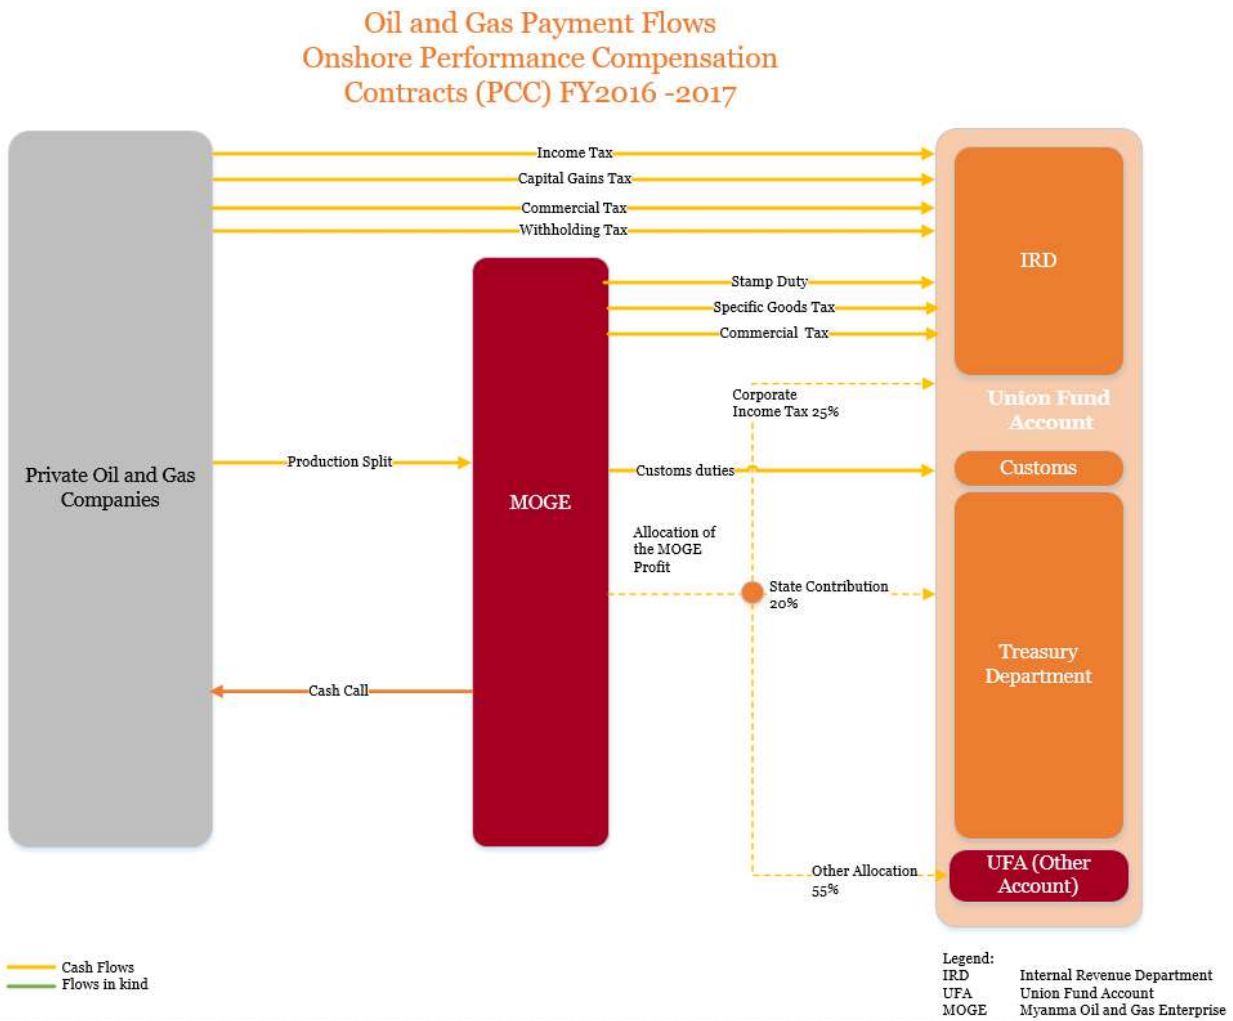 Oil and Gas Payment Flows
Onshore Performance Compensation
Contracts (PCC) FY2016 -2017
Income Tax
Capital Gains Tax
Commercial Tax
Withholding Tax
IRD
Stamp Duty
Specific Goods Tax
Commercial Tax
Corporate
Income Tax 25%
Union Fund
Account
Private Oil and Gas
Companies
Production Split
MOGE
Customs duties
Customs
Allocation of
the MOGE
Profit
State Contribution
20%
Treasury
Department
Cash Call
Other Allocation
55%
UFA (Other
Account)
Cash Flows
Flows in kind
Legend:
IRD Internal Revenue Department
UFA Union Fund Account
MOGE Myanma Oil and Gas Enterprise